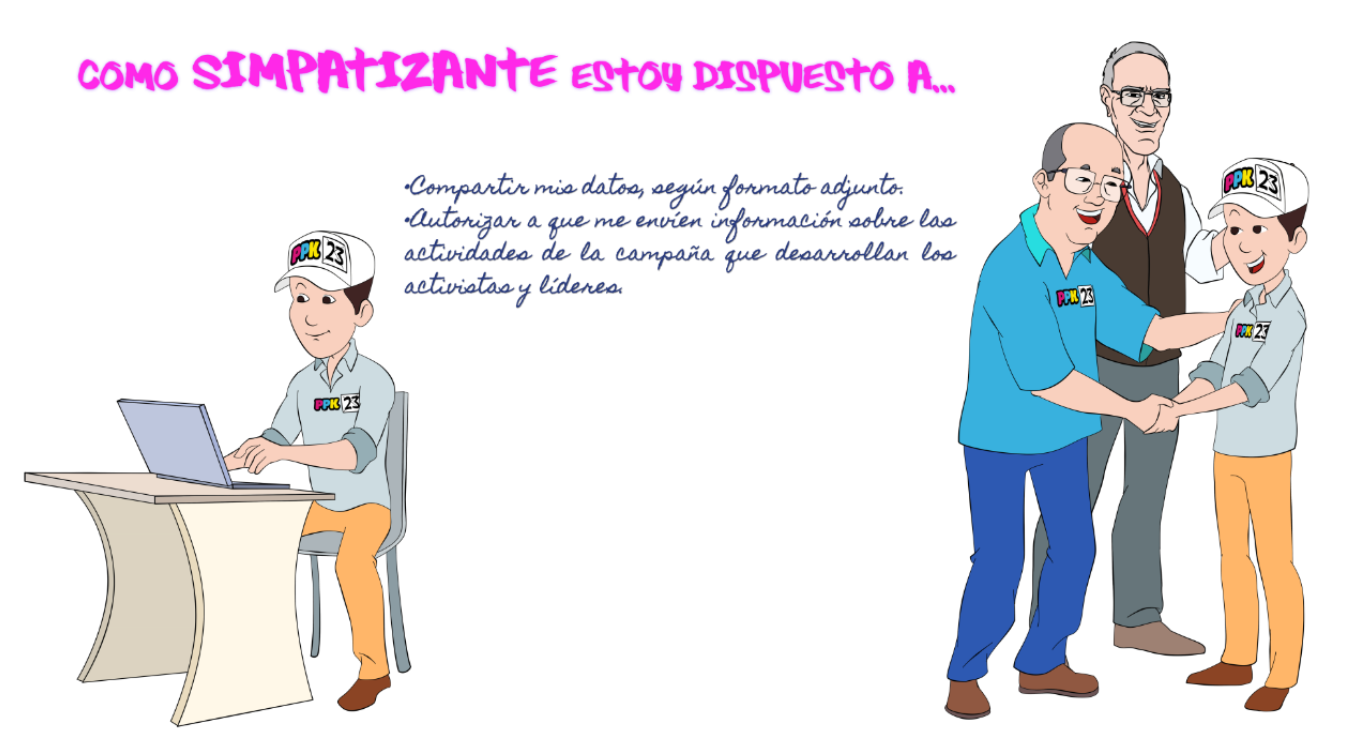 COMO SIMPATIZANTE ESTOY DISPUESTO A...
•Compartir mis datos, según formato adjunto.
•Autorizar a que me envíen información sobre las
actividades de la campaña que desarrollan los
activistas y líderes.
PPK 23
PPK 23
PPK 23
PPK 23
PPK 23